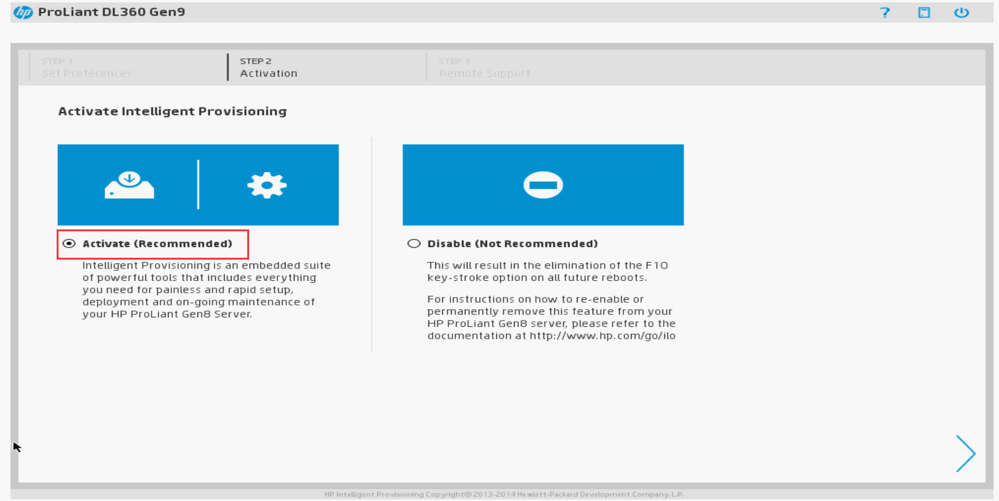 hp ProLiant DL360 Gen9
?
STEP 1
Set Preferences
STEP 2
Activation
STEP 3
Remote Support
Activate Intelligent Provisioning
Activate (Recommended)
Intelligent Provisioning is an embedded suite
of powerful tools that includes everything
you need for painless and rapid setup,
deployment and on-going maintenance of
your HP ProLiant Gen8 Server.
Disable (Not Recommended)
This will result in the elimination of the F10
key-stroke option on all future reboots.
For instructions on how to re-enable or
permanently remove this feature from your
HP ProLiant Gen8 server, please refer to the
documentation at http://www.hp.com/go/ilo
HP Intelligent Provisioning Copyright©2013-2014 Hewlett-Packard Development Company, L.P.